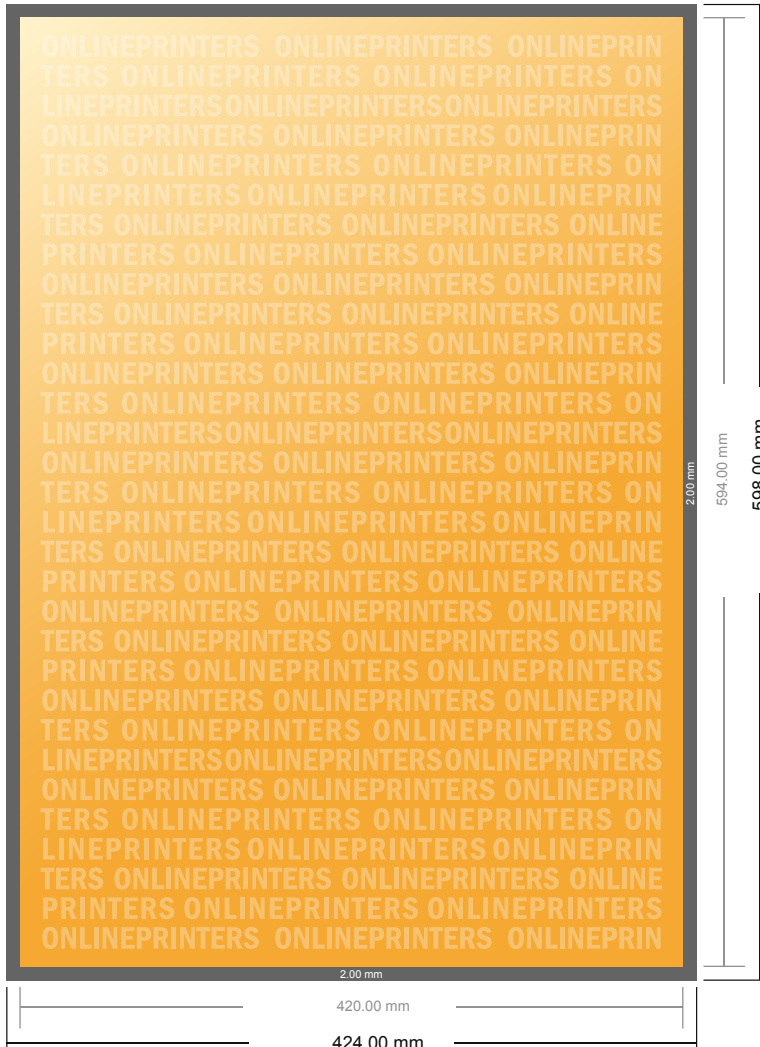 ONLINEPRINTERS ONLINEPRINTERS ONLINEPRIN
TERS ONLINEPRINTERS ONLINEPRINTERS ON
LINEPRINTERSONLINEPRINTERSONLINEPRINTERS
ONLINEPRINTERS ONLINEPRINTERS ONLINEPRIN
TERS ONLINEPRINTERS ONLINEPRINTERS ON
LINEPRINTERS ONLINEPRINTERS ONLINEPRIN
TERS ONLINEPRINTERS ONLINEPRINTERS ONLINE
PRINTERS ONLINEPRINTERS ONLINEPRINTERS
ONLINEPRINTERS ONLINEPRINTERS ONLINEPRIN
TERS ONLINEPRINTERS ONLINEPRINTERS ONLINE
PRINTERS ONLINEPRINTERS ONLINEPRINTERS
ONLINEPRINTERS ONLINEPRINTERS ONLINEPRIN
TERS ONLINEPRINTERS ONLINEPRINTERS ON
LINEPRINTERSONLINEPRINTERSONLINEPRINTERS
ONLINEPRINTERS ONLINEPRINTERS ONLINEPRIN
TERS ONLINEPRINTERS ONLINEPRINTERS ON
LINEPRINTERS ONLINEPRINTERS ONLINEPRIN
TERS ONLINEPRINTERS ONLINEPRINTERS ONLINE
PRINTERS ONLINEPRINTERS ONLINEPRINTERS
ONLINEPRINTERS ONLINEPRINTERS ONLINEPRIN
TERS ONLINEPRINTERS ONLINEPRINTERS ONLINE
PRINTERS ONLINEPRINTERS ONLINEPRINTERS
ONLINEPRINTERS ONLINEPRINTERS ONLINEPRIN
TERS ONLINEPRINTERS ONLINEPRINTERS ON
LINEPRINTERSONLINEPRINTERSONLINEPRINTERS
ONLINEPRINTERS ONLINEPRINTERS ONLINEPRIN
TERS ONLINEPRINTERS ONLINEPRINTERS ON
LINEPRINTERS ONLINEPRINTERS ONLINEPRIN
TERS ONLINEPRINTERS ONLINEPRINTERS ONLINE
PRINTERS ONLINEPRINTERS ONLINEPRINTERS
ONLINEPRINTERS ONLINEPRINTERS ONLINEPRIN
2.00 mm
594.00 mm
598.00 mm
2.00 mm
420.00 mm
424.00 mm